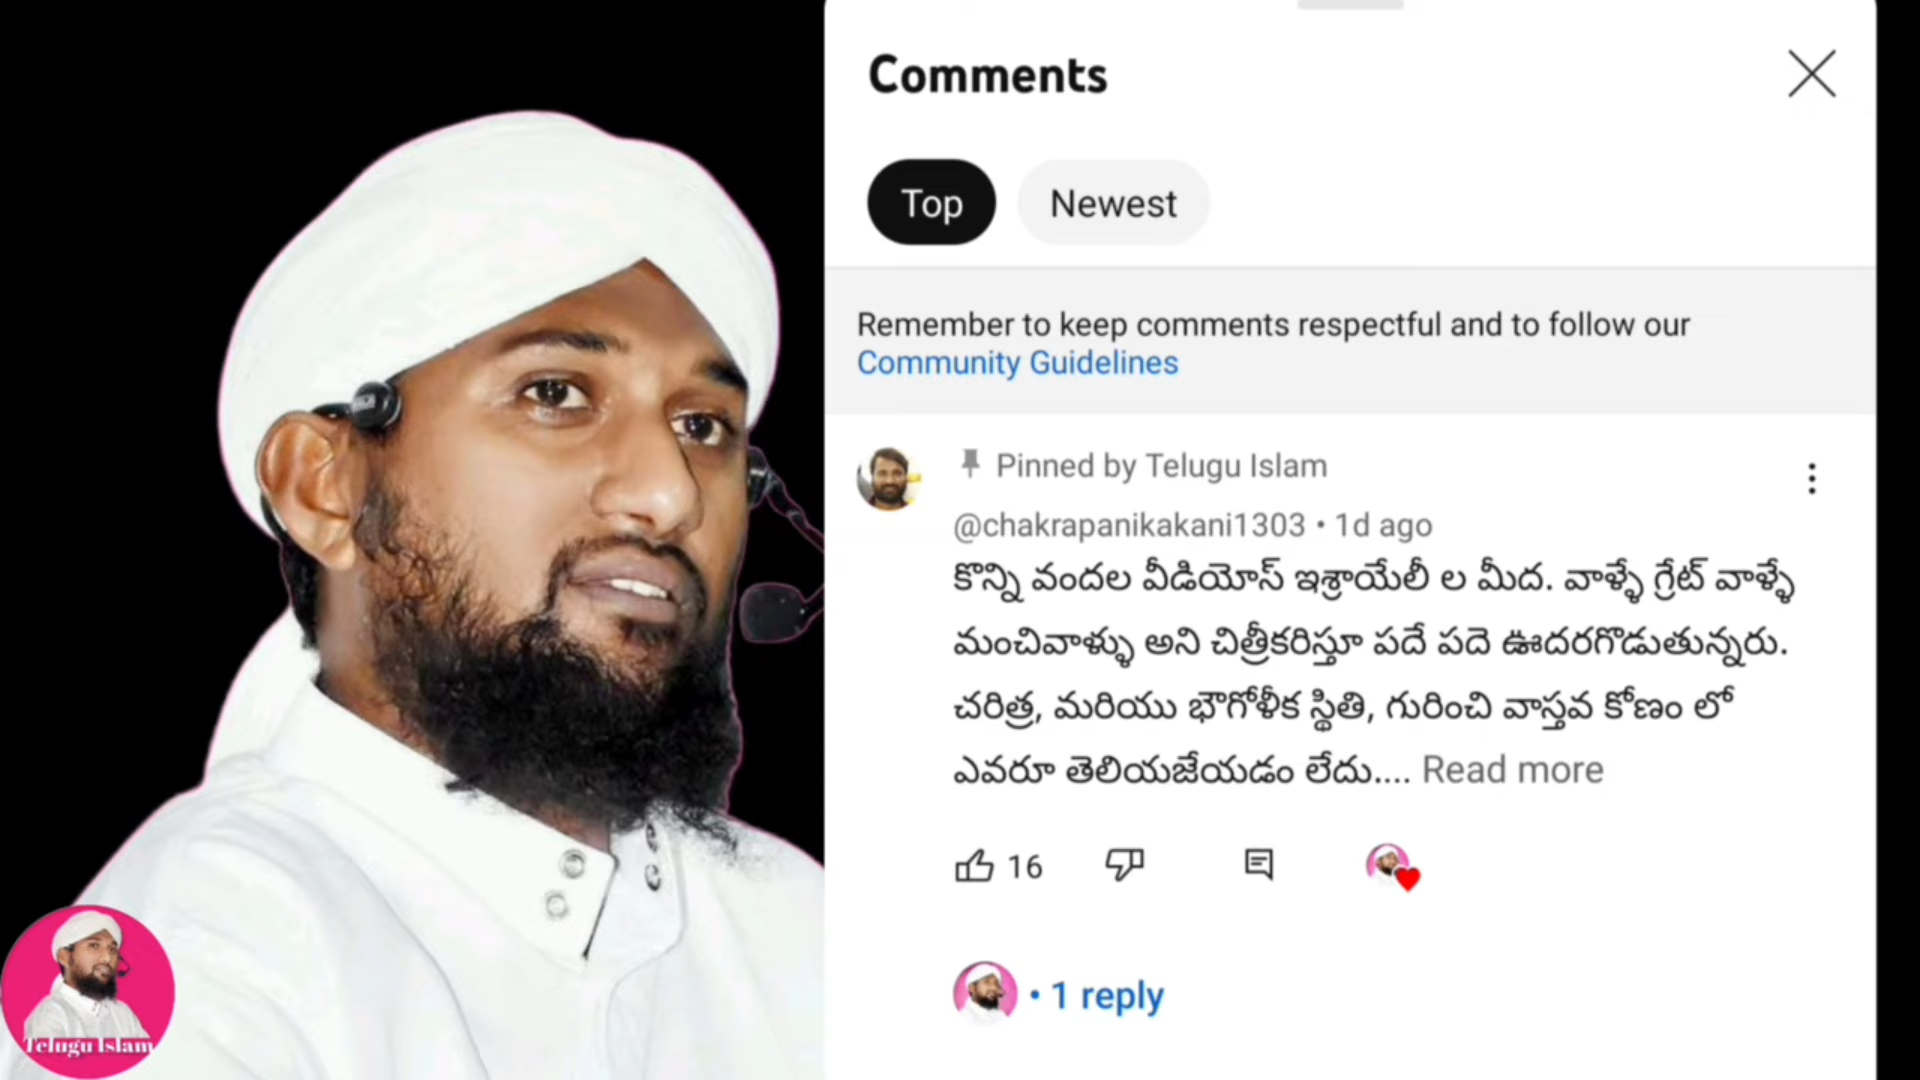 Comments
Top
Newest
Remember to keep comments respectful and to follow our
Community Guidelines
Pinned by Telugu Islam
@chakrapanikakani1303 • 1d ago
కొన్ని వందల వీడియోస్ ఇశ్రాయేలీ ల మీద. వాళ్ళే గ్రేట్ వాళ్ళే
మంచివాళ్ళు అని చిత్రీకరిస్తూ పదే పదె ఊదరగొడుతున్నరు.
చరిత్ర, మరియు భౌగోళీక స్థితి, గురించి వాస్తవ కోణం లో
ఎవరూ తెలియజేయడం లేదు.... Read more
16
• 1 reply
Telugu Islam